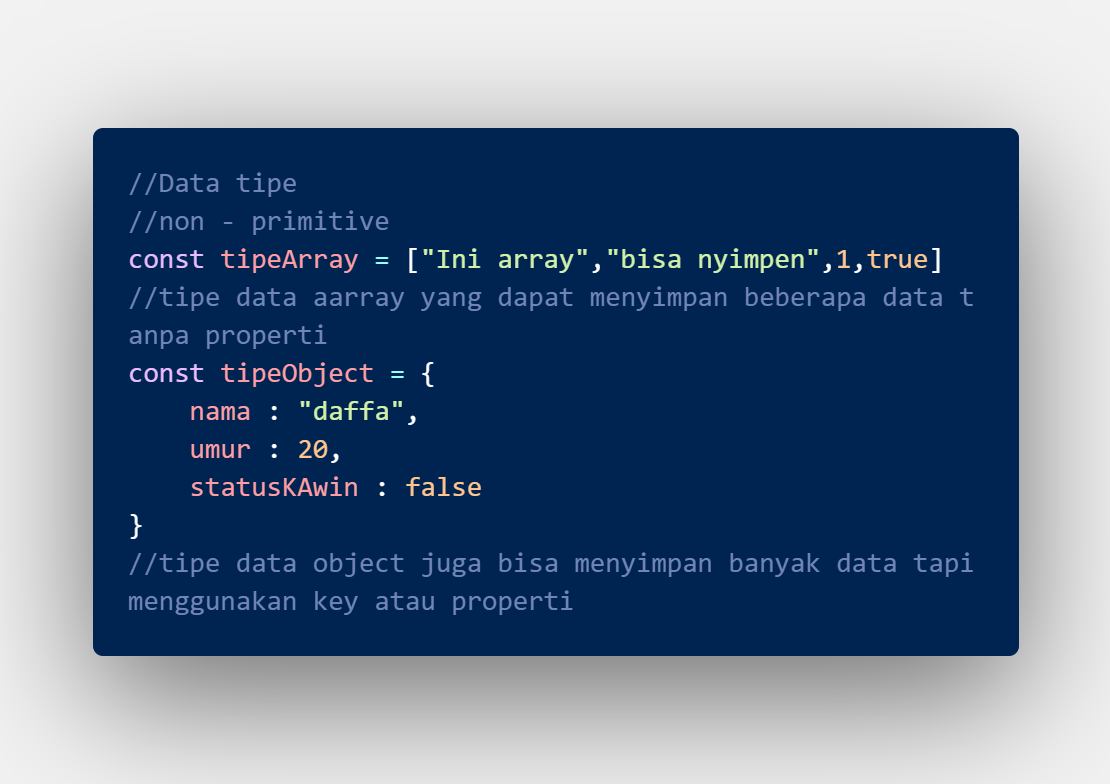 //Data tipe
//non - primitive
const tipeArray = ["Ini array","bisa nyimpen",1,true]
//tipe data aarray yang dapat menyimpan beberapa data t
anpa properti
const tipeObject = {
    nama : "daffa",
    umur : 20,
    statusKAwin : false
}
//tipe data object juga bisa menyimpan banyak data tapi
menggunakan key atau properti